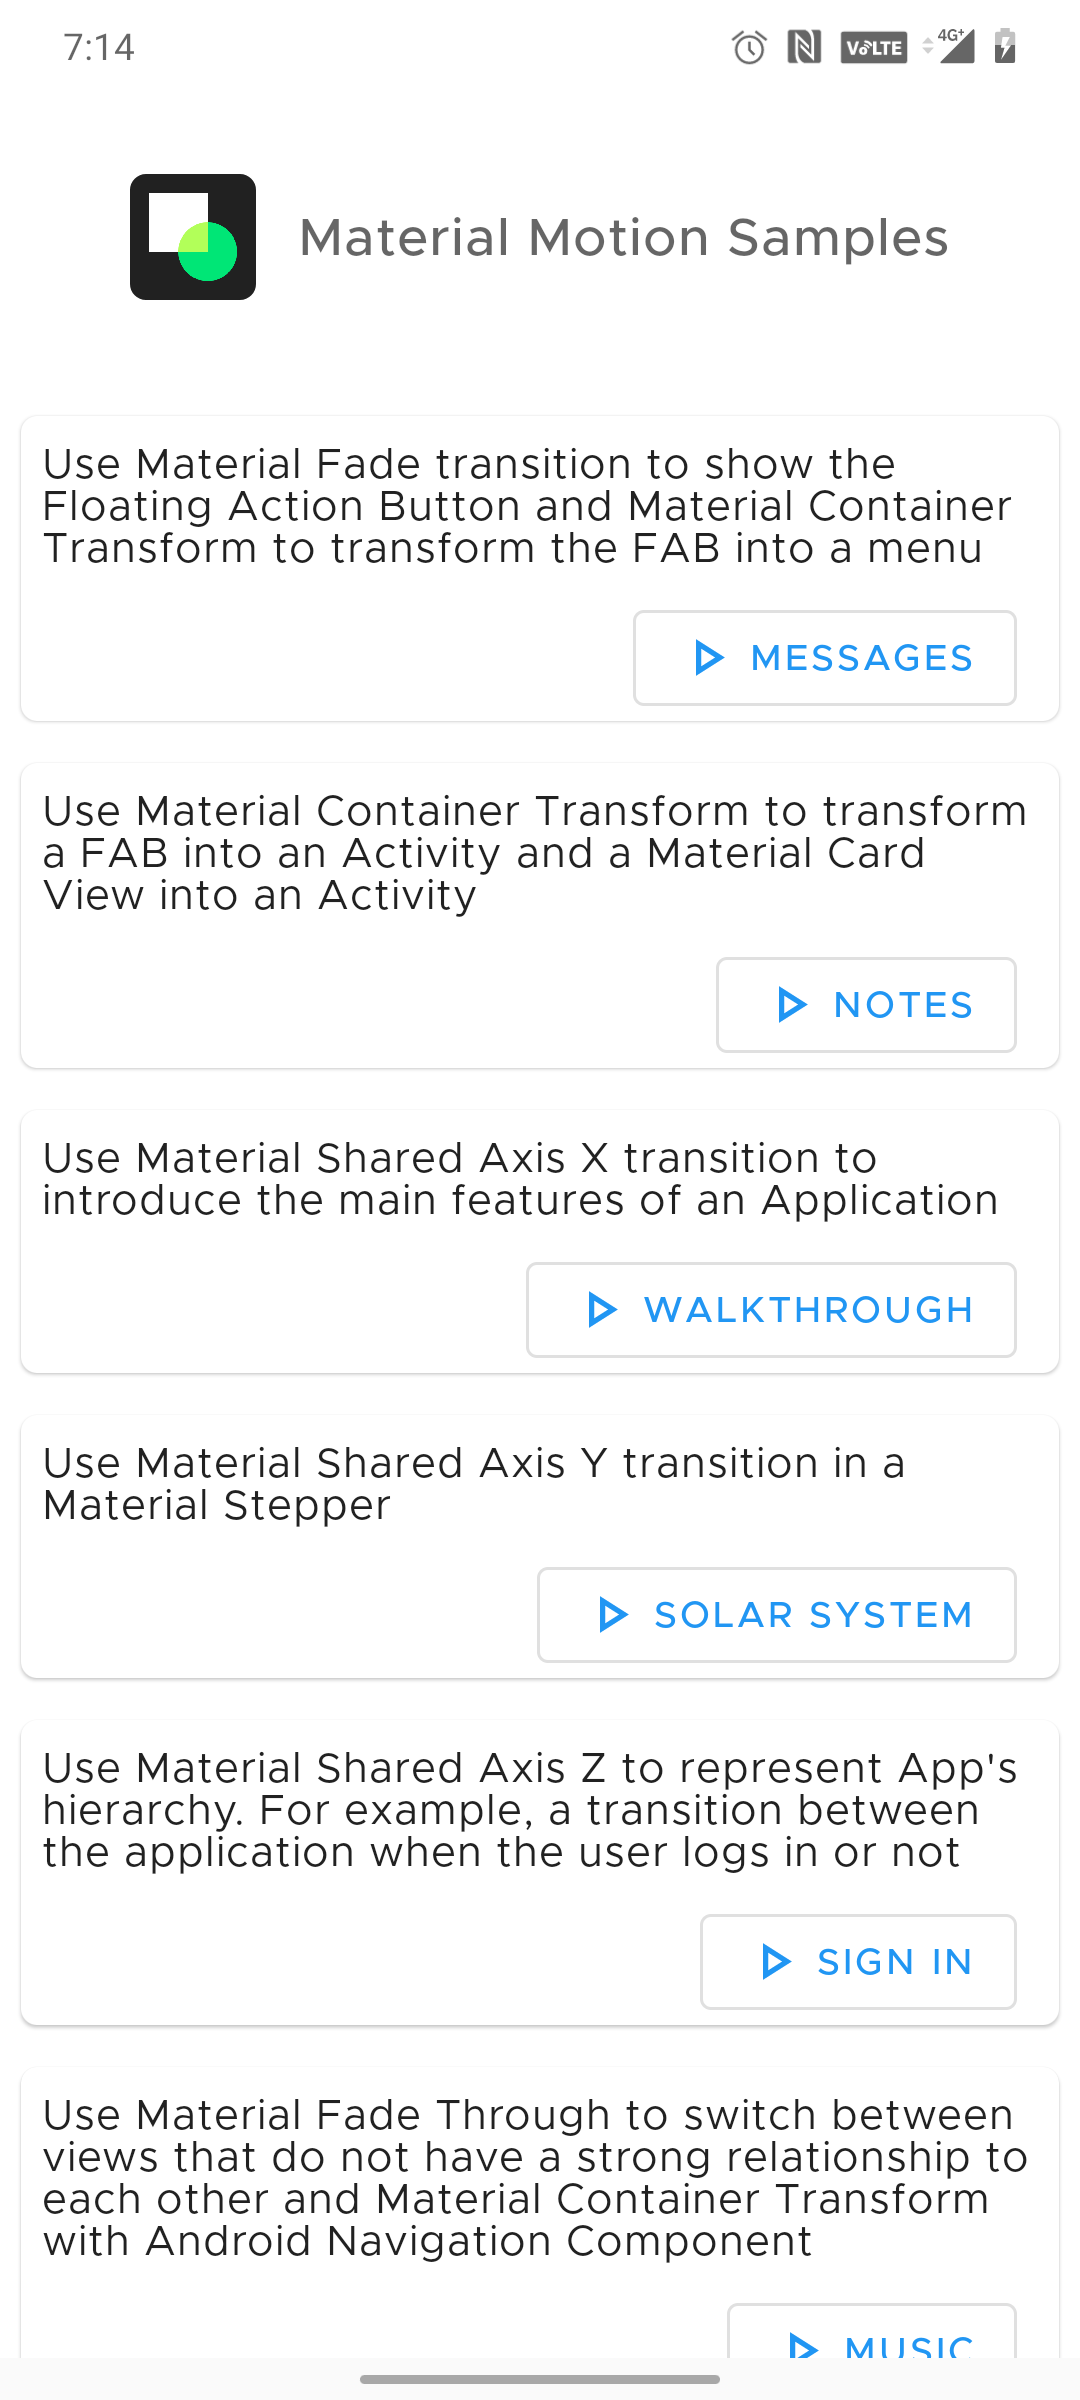 7:14
VoLTE
4G+
Material Motion Samples
Use Material Fade transition to show the
Floating Action Button and Material Container
Transform to transform the FAB into a menu
MESSAGES
Use Material Container Transform to transform
a FAB into an Activity and a Material Card
View into an Activity
NOTES
Use Material Shared Axis X transition to
introduce the main features of an Application
WALKTHROUGH
Use Material Shared Axis Y transition in a
Material Stepper
SOLAR SYSTEM
Use Material Shared Axis Z to represent App's
hierarchy. For example, a transition between
the application when the user logs in or not
SIGN IN
Use Material Fade Through to switch between
views that do not have a strong relationship to
each other and Material Container Transform
with Android Navigation Component
MUSIC